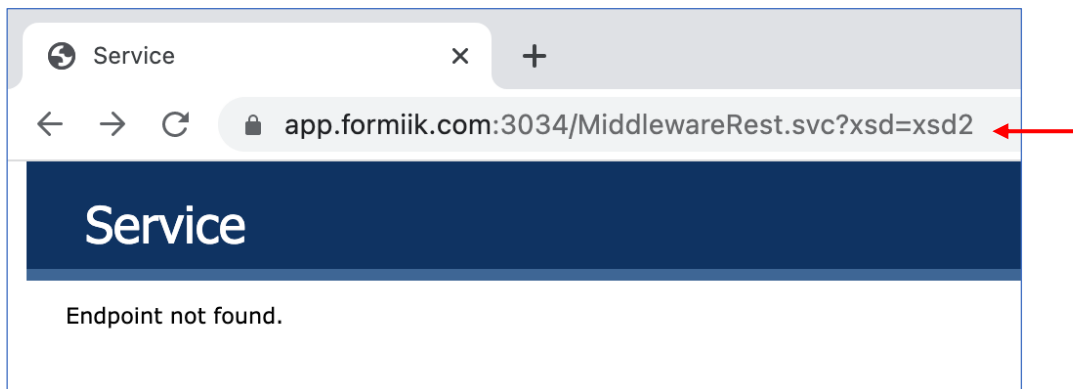 Service
app.formiik.com:3034/MiddlewareRest.svc?xsd=xsd2
Service
Endpoint not found.